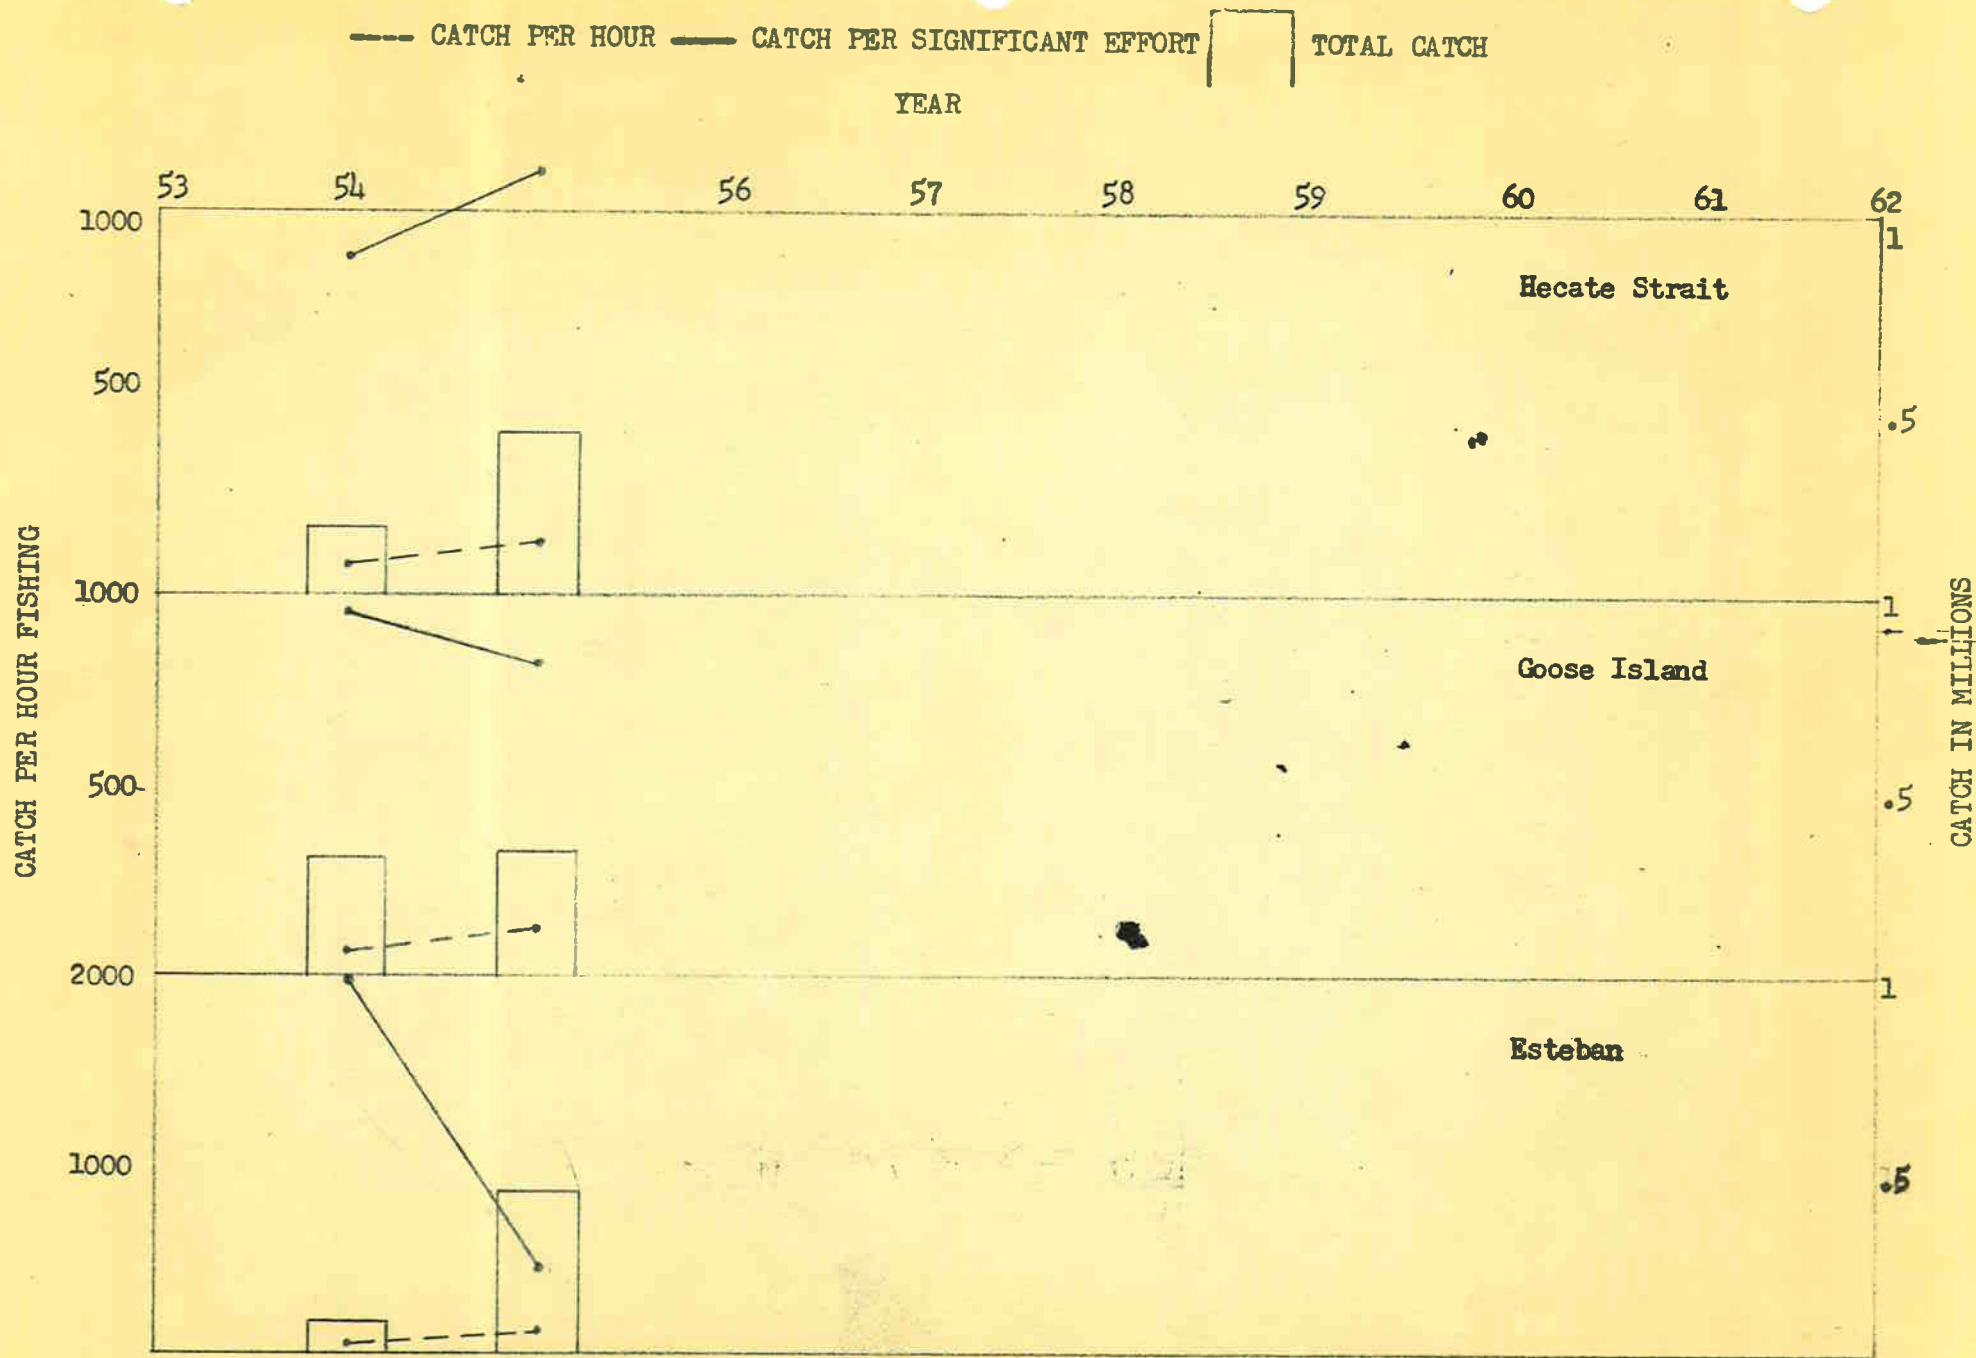 CATCH PER HOUR CATCH PER SIGNIFICANT EFFORT TOTAL CATCH
YEAR
53 54 56 57 58 59 60 61 62
1000 1
Hecate Strait
500 .5
1000 1
Goose Island
500 .5
2000 1
Esteban
1000 .5
CATCH PER HOUR FISHING
CATCH IN MILLIONS